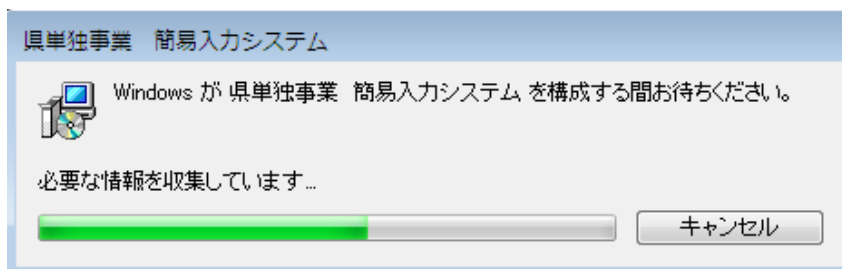 県単独事業　簡易入力システム
Windows が 県単独事業　簡易入力システム を構成する間お待ちください。
必要な情報を収集しています...
キャンセル